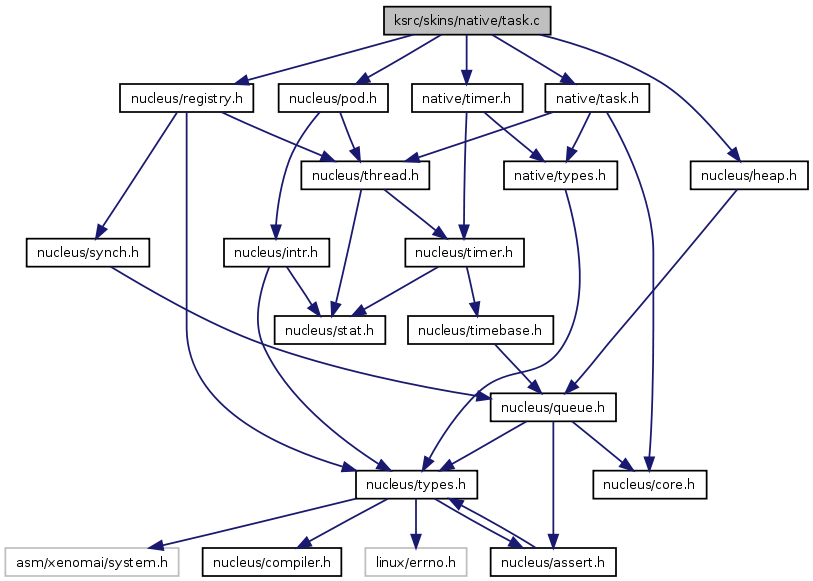 ksrc/skins/native/task.c
nucleus/registry.h
nucleus/pod.h
native/timer.h
native/task.h
nucleus/thread.h
native/types.h
nucleus/heap.h
nucleus/synch.h
nucleus/intr.h
nucleus/timer.h
nucleus/stat.h
nucleus/timebase.h
nucleus/queue.h
nucleus/types.h
nucleus/core.h
asm/xenomai/system.h
nucleus/compiler.h
linux/errno.h
nucleus/assert.h